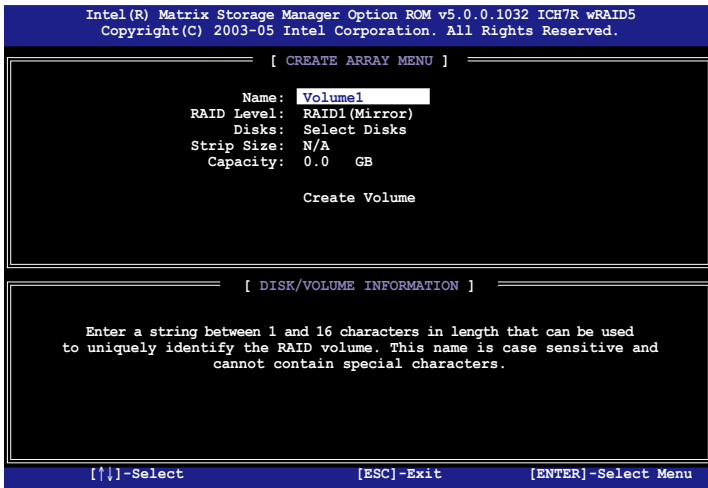 Intel(R) Matrix Storage Manager Option ROM v5.0.0.1032 ICH7R wRAID5
Copyright(C) 2003-05 Intel Corporation. All Rights Reserved.
[ CREATE ARRAY MENU ]
Name: Volume1
RAID Level: RAID1(Mirror)
Disks: Select Disks
Strip Size: N/A
Capacity: 0.0 GB
Create Volume
[ DISK/VOLUME INFORMATION ]
Enter a string between 1 and 16 characters in length that can be used
to uniquely identify the RAID volume. This name is case sensitive and
cannot contain special characters.
[↑↓]-Select [ESC]-Exit [ENTER]-Select Menu